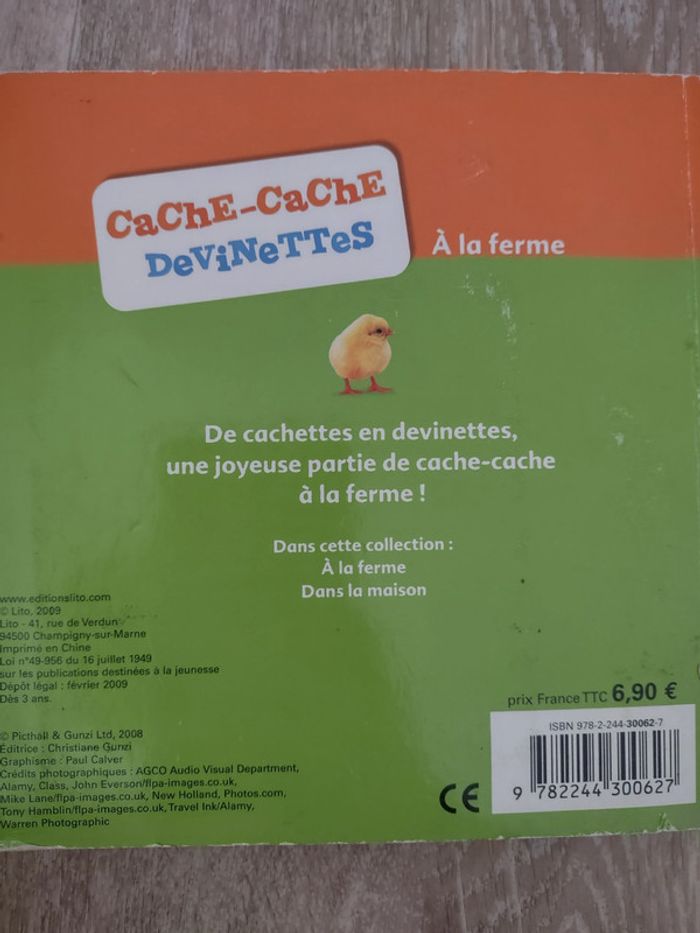 CaChE-CaChE
DeViNeTTeS
À la ferme
De cachettes en devinettes,
une joyeuse partie de cache-cache
à la ferme !
Dans cette collection :
À la ferme
Dans la maison
www.editionslito.com
© Lito, 2009
Lito - 41, rue de Verdun
94500 Champigny-sur-Marne
Imprimé en Chine
Loi n°49-956 du 16 juillet 1949
sur les publications destinées à la jeunesse
Dépôt légal : février 2009
Dès 3 ans.
© Picthall & Gunzi Ltd, 2008
Éditrice : Christiane Gunzi
Graphisme : Paul Calver
Crédits photographiques : AGCO Audio Visual Department,
Alamy, Class, John Everson/flpa-images.co.uk,
Mike Lane/flpa-images.co.uk, New Holland, Photos.com,
Tony Hamblin/flpa-images.co.uk, Travel Ink/Alamy,
Warren Photographic
prix France TTC 6,90 €
CE
ISBN 978-2-244-30062-7
9 782244 300627